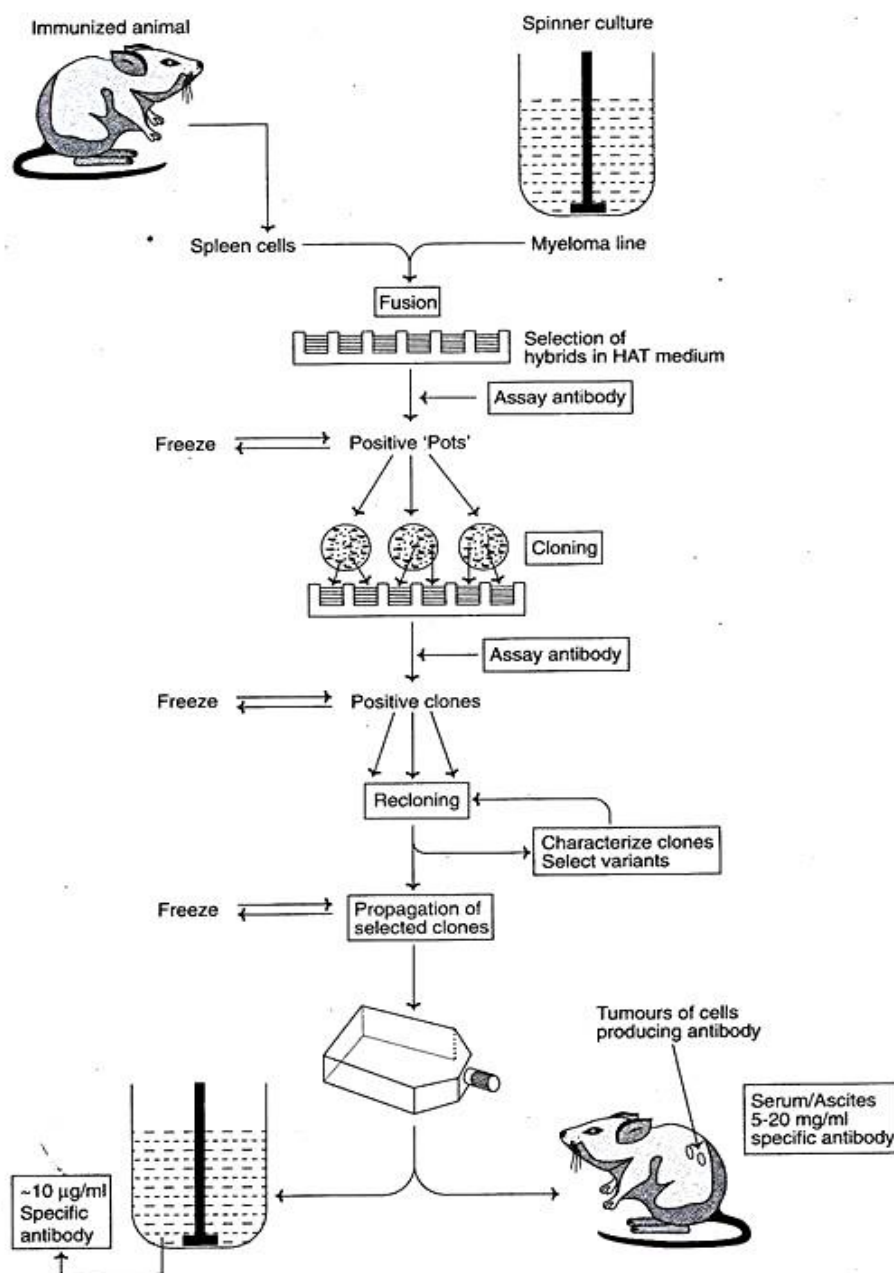 Immunized animal
Spinner culture
Spleen cells
Myeloma line
Fusion
Selection of
hybrids in HAT medium
Assay antibody
Freeze
Positive 'Pots'
Cloning
Assay antibody
Freeze
Positive clones
Recloning
Characterize clones
Select variants
Freeze
Propagation of
selected clones
Tumours of cells
producing antibody
Serum/Ascites
5-20 mg/ml
specific antibody
~10 µg/ml
Specific
antibody